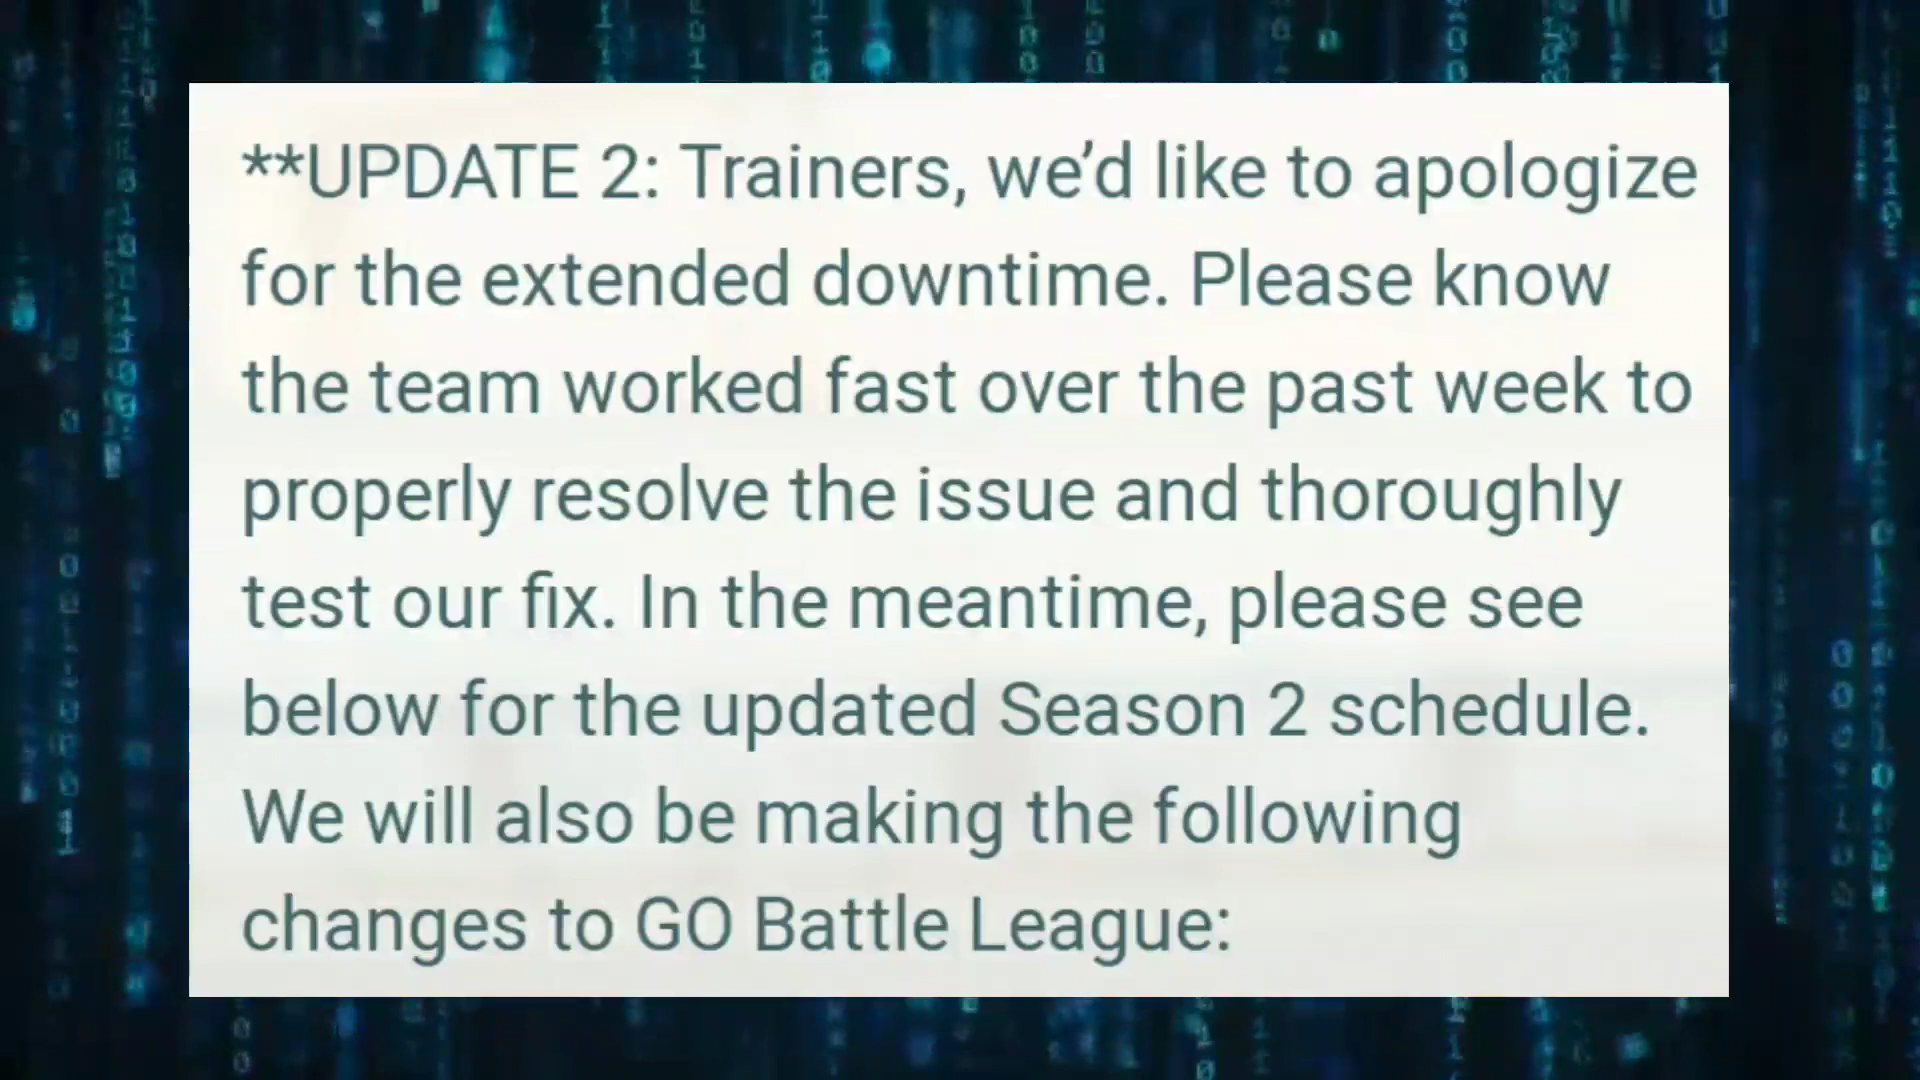 **UPDATE 2: Trainers, we’d like to apologize
for the extended downtime. Please know
the team worked fast over the past week to
properly resolve the issue and thoroughly
test our fix. In the meantime, please see
below for the updated Season 2 schedule.
We will also be making the following
changes to GO Battle League: